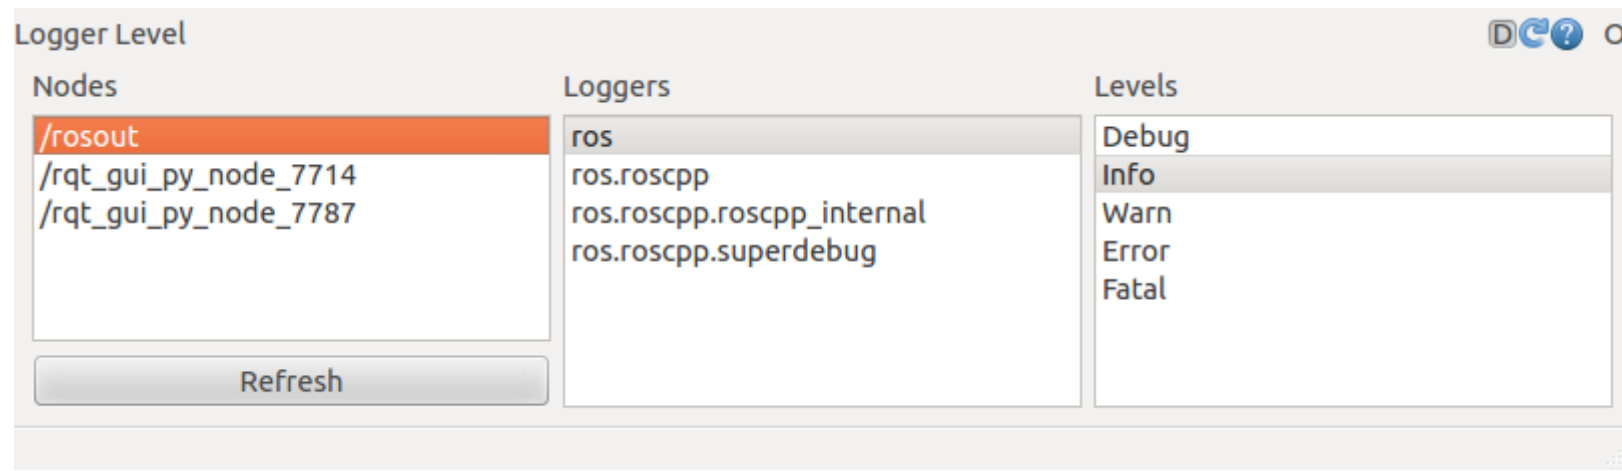 Logger Level
D ? O
Nodes
/rosout
/rqt_gui_py_node_7714
/rqt_gui_py_node_7787
Refresh
Loggers
ros
ros.roscpp
ros.roscpp.roscpp_internal
ros.roscpp.superdebug
Levels
Debug
Info
Warn
Error
Fatal